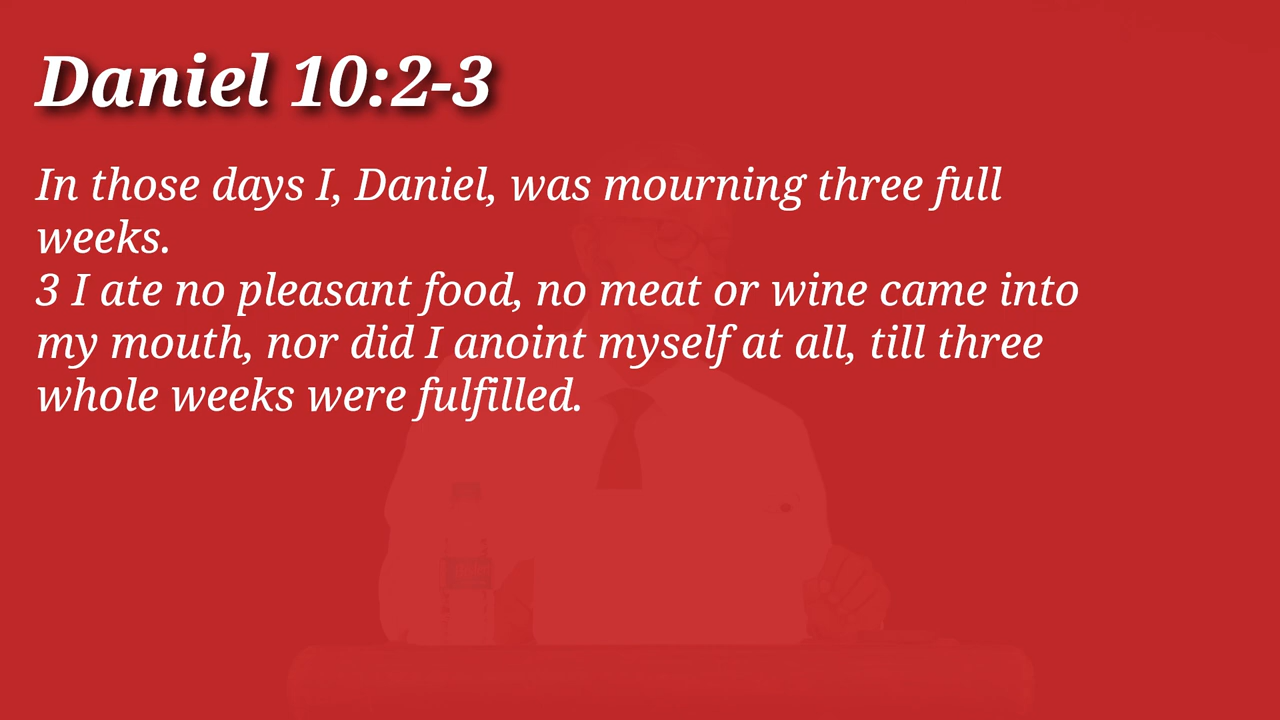 Daniel 10:2-3
In those days I, Daniel, was mourning three full
weeks.
3 I ate no pleasant food, no meat or wine came into
my mouth, nor did I anoint myself at all, till three
whole weeks were fulfilled.